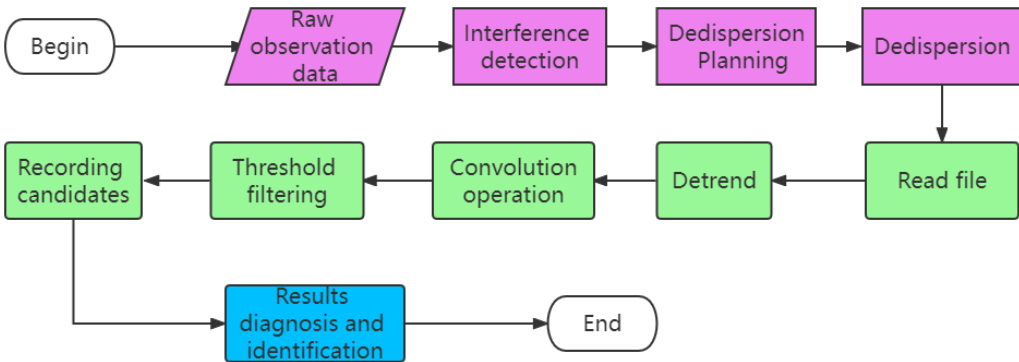 Begin
Raw
observation
data
Interference
detection
Dedispersion
Planning
Dedispersion
Recording
candidates
Threshold
filtering
Convolution
operation
Detrend
Read file
Results
diagnosis and
identification
End